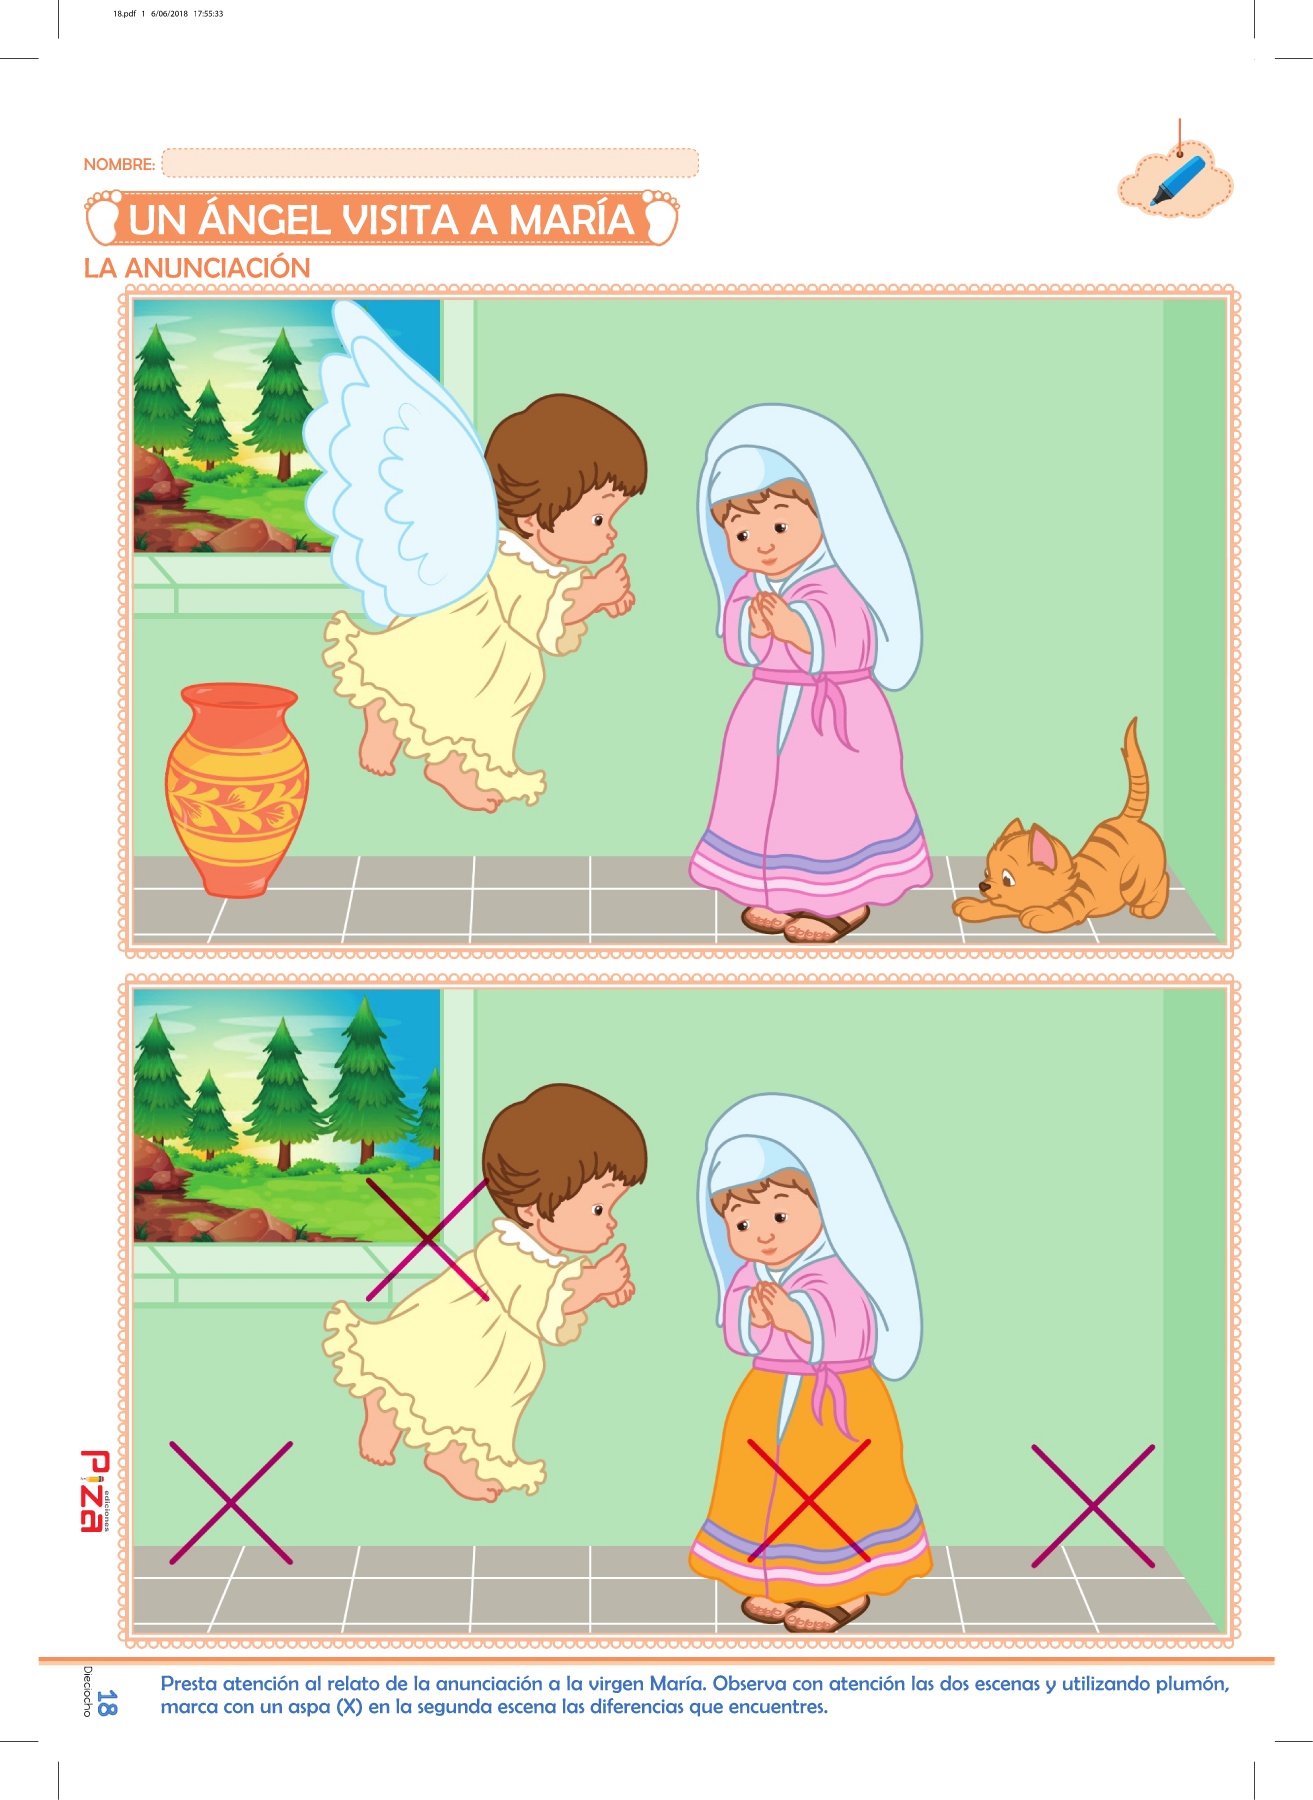 18.pdf 1 6/06/2018 17:55:33
NOMBRE:
UN ÁNGEL VISITA A MARÍA
LA ANUNCIACIÓN
PIZA
ediciones
Dieciocho
18
Presta atención al relato de la anunciación a la virgen María. Observa con atención las dos escenas y utilizando plumón,
marca con un aspa (X) en la segunda escena las diferencias que encuentres.